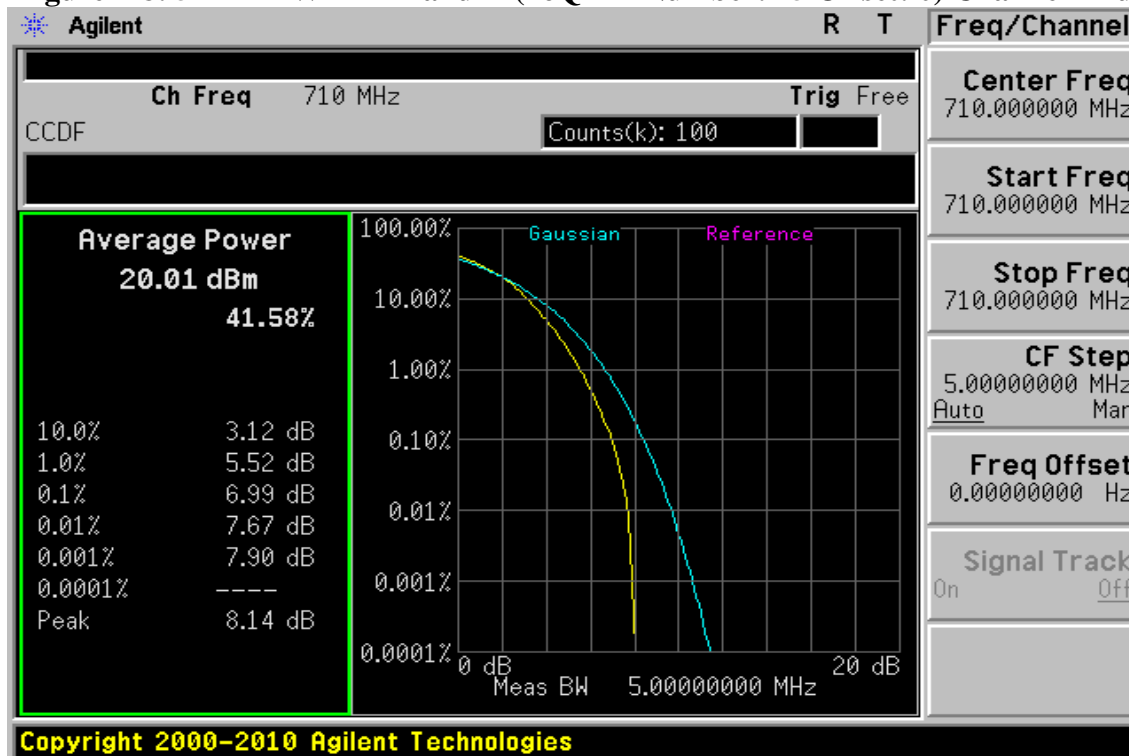 Agilent R T
Freq/Channel
Ch Freq 710 MHz Trig Free
CCDF Counts(k): 100
Average Power
20.01 dBm
41.58%
10.0% 3.12 dB
1.0% 5.52 dB
0.1% 6.99 dB
0.01% 7.67 dB
0.001% 7.90 dB
0.0001% ----
Peak 8.14 dB
Gaussian Reference
100.00%
10.00%
1.00%
0.10%
0.01%
0.001%
0.0001%
0 dB 20 dB
Meas BW 5.00000000 MHz
Center Freq
710.000000 MHz
Start Freq
710.000000 MHz
Stop Freq
710.000000 MHz
CF Step
5.00000000 MHz
Auto Man
Freq Offset
0.00000000 Hz
Signal Track
On Off
Copyright 2000-2010 Agilent Technologies